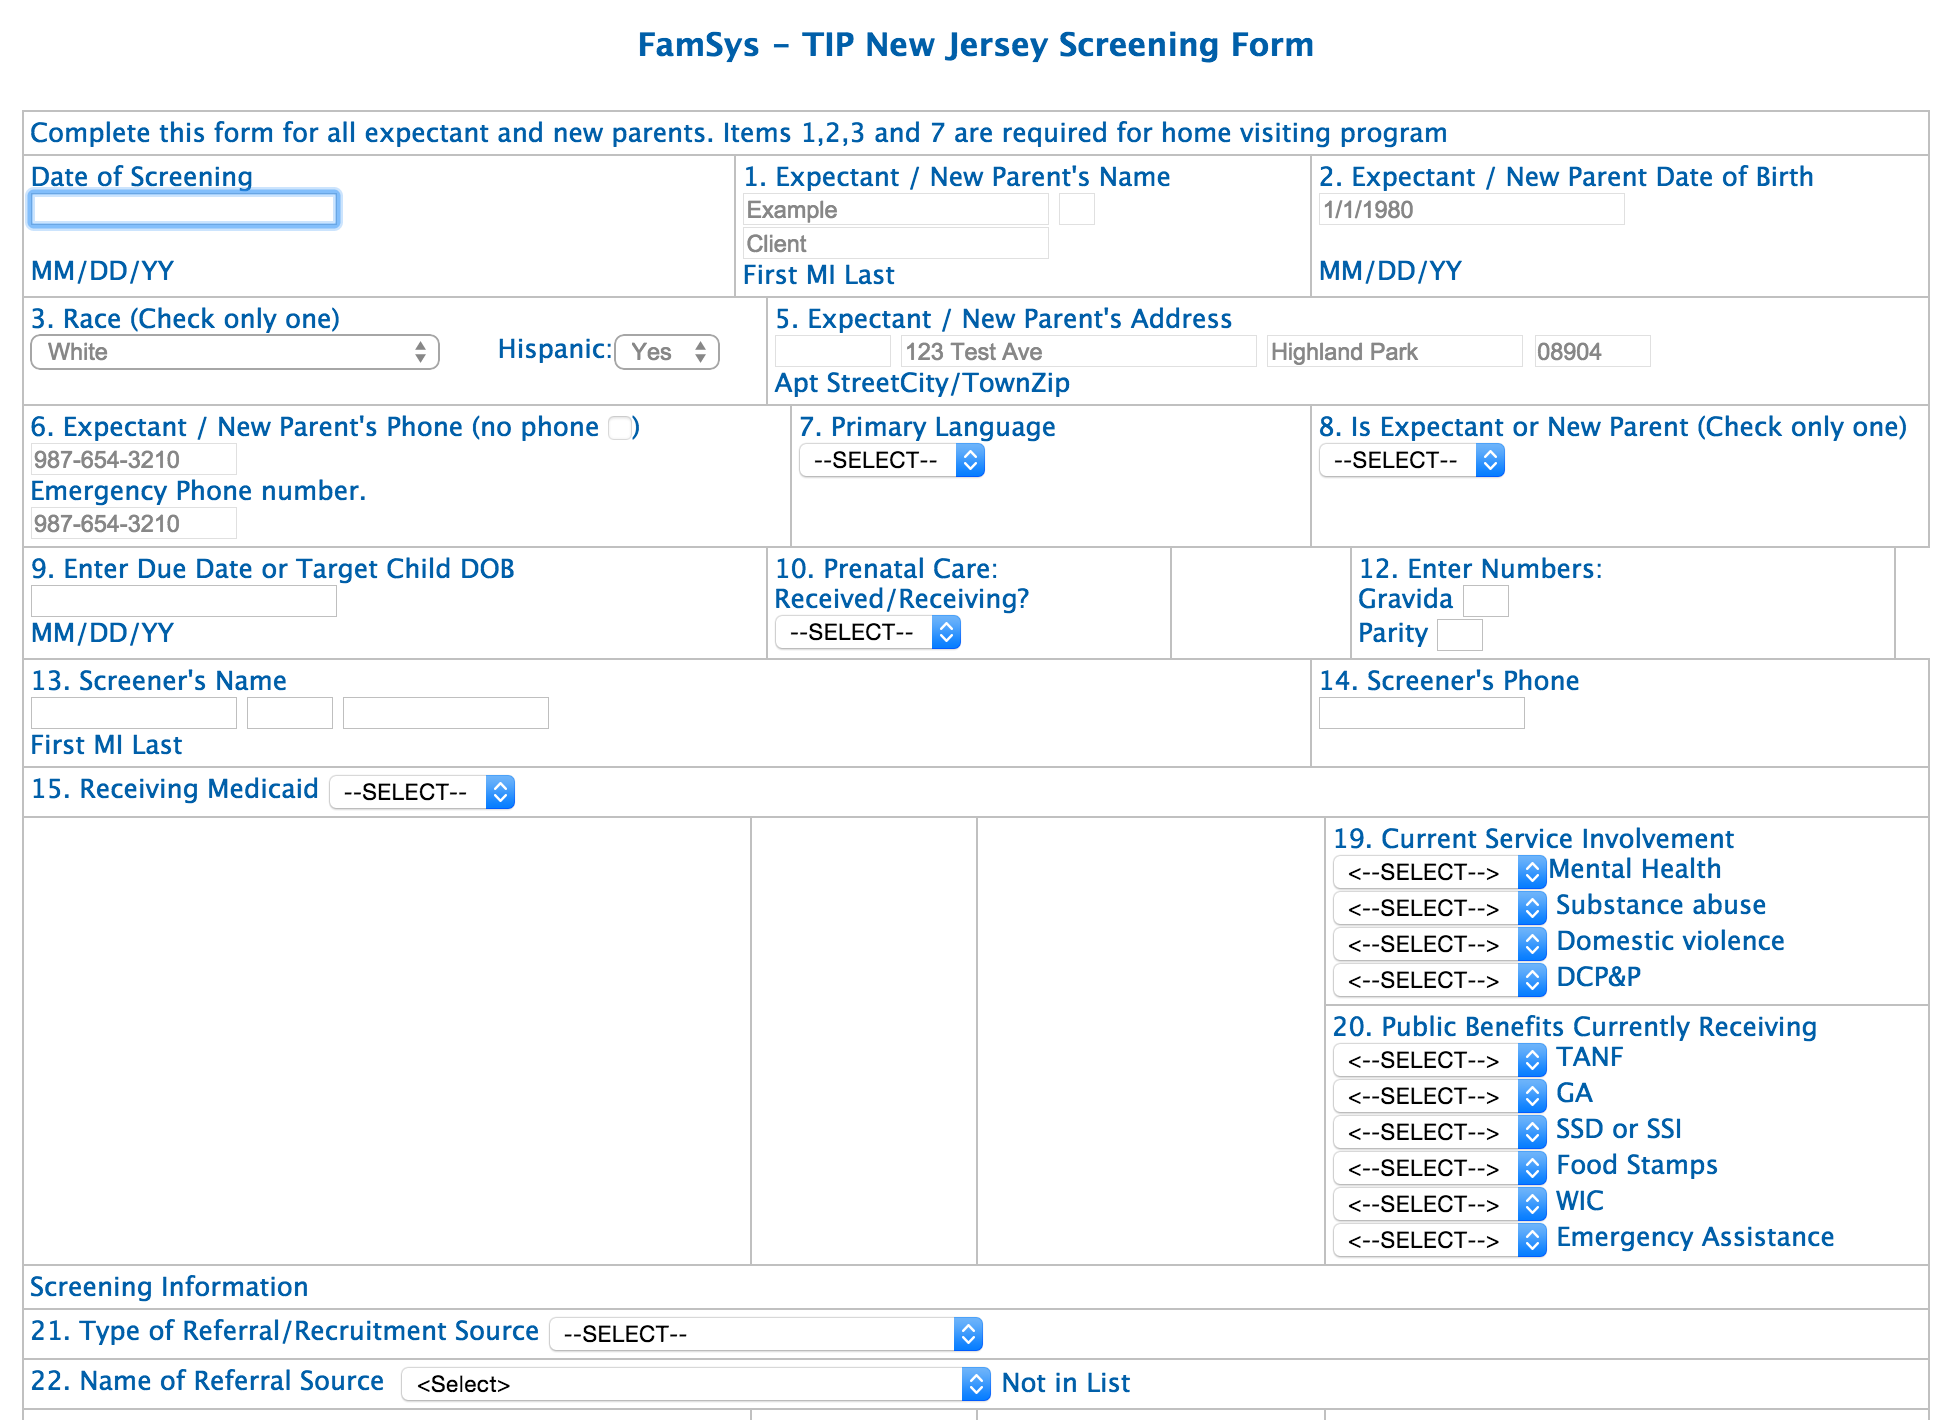 FamSys - TIP New Jersey Screening Form
Complete this form for all expectant and new parents. Items 1,2,3 and 7 are required for home visiting program
Date of Screening
MM/DD/YY
1. Expectant / New Parent's Name
Example
Client
First MI Last
2. Expectant / New Parent Date of Birth
1/1/1980
MM/DD/YY
3. Race (Check only one)
White
Hispanic: Yes
5. Expectant / New Parent's Address
123 Test Ave Highland Park 08904
Apt StreetCity/TownZip
6. Expectant / New Parent's Phone (no phone )
987-654-3210
Emergency Phone number.
987-654-3210
7. Primary Language
--SELECT--
8. Is Expectant or New Parent (Check only one)
--SELECT--
9. Enter Due Date or Target Child DOB
MM/DD/YY
10. Prenatal Care:
Received/Receiving?
--SELECT--
12. Enter Numbers:
Gravida
Parity
13. Screener's Name
First MI Last
14. Screener's Phone
15. Receiving Medicaid --SELECT--
19. Current Service Involvement
<--SELECT--> Mental Health
<--SELECT--> Substance abuse
<--SELECT--> Domestic violence
<--SELECT--> DCP&P
20. Public Benefits Currently Receiving
<--SELECT--> TANF
<--SELECT--> GA
<--SELECT--> SSD or SSI
<--SELECT--> Food Stamps
<--SELECT--> WIC
<--SELECT--> Emergency Assistance
Screening Information
21. Type of Referral/Recruitment Source --SELECT--
22. Name of Referral Source <Select> Not in List